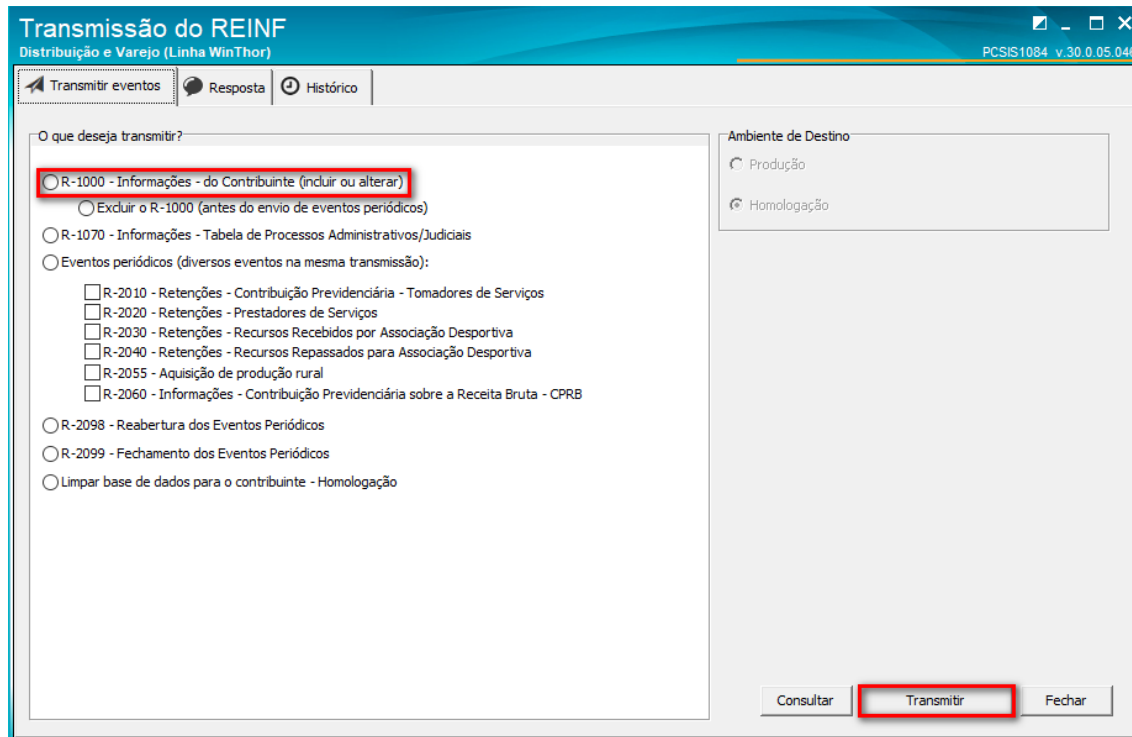 Transmissão do REINF
Distribuição e Varejo (Linha WinThor)
PCSIS1084 v.30.0.05.046
Transmitir eventos
Resposta
Histórico
O que deseja transmitir?
R-1000 - Informações - do Contribuinte (incluir ou alterar)
Excluir o R-1000 (antes do envio de eventos periódicos)
R-1070 - Informações - Tabela de Processos Administrativos/Judiciais
Eventos periódicos (diversos eventos na mesma transmissão):
R-2010 - Retenções - Contribuição Previdenciária - Tomadores de Serviços
R-2020 - Retenções - Prestadores de Serviços
R-2030 - Retenções - Recursos Recebidos por Associação Desportiva
R-2040 - Retenções - Recursos Repassados para Associação Desportiva
R-2055 - Aquisição de produção rural
R-2060 - Informações - Contribuição Previdenciária sobre a Receita Bruta - CPRB
R-2098 - Reabertura dos Eventos Periódicos
R-2099 - Fechamento dos Eventos Periódicos
Limpar base de dados para o contribuinte - Homologação
Ambiente de Destino
Produção
Homologação
Consultar
Transmitir
Fechar